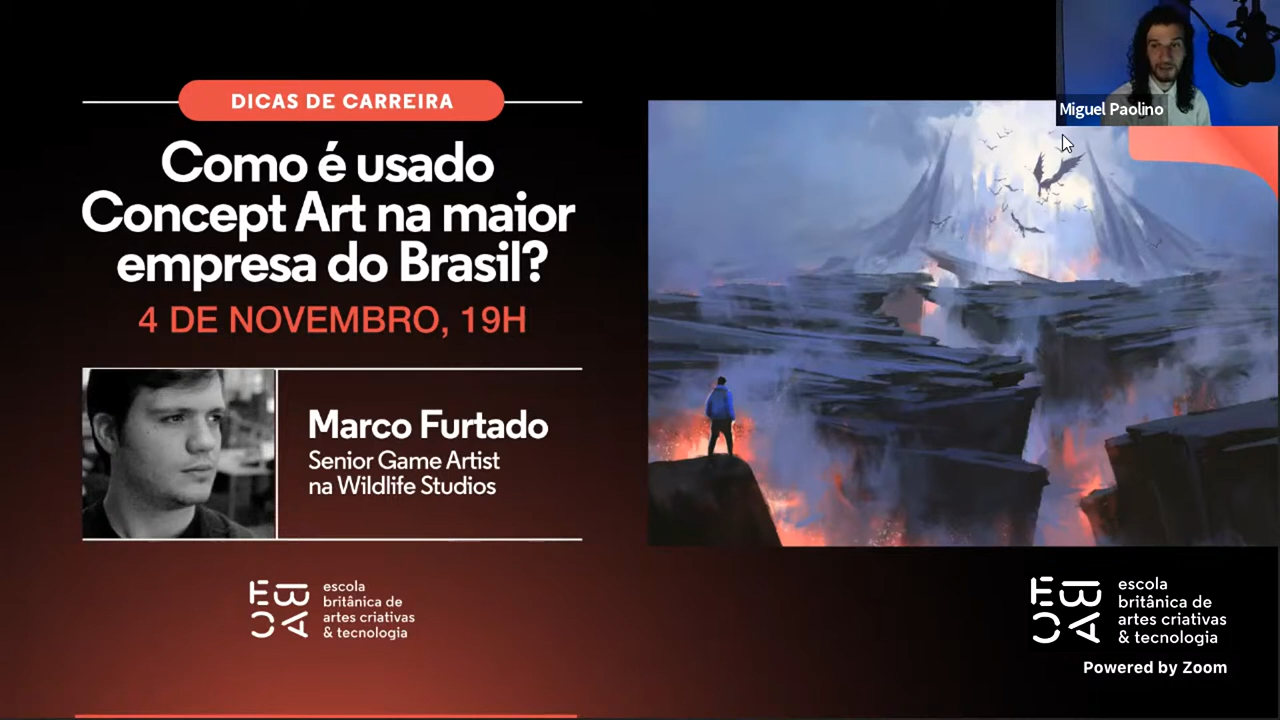 DICAS DE CARREIRA
Como é usado
Concept Art na maior
empresa do Brasil?
4 DE NOVEMBRO, 19H
Marco Furtado
Senior Game Artist
na Wildlife Studios
EBAC
escola
britânica de
artes criativas
& tecnologia
Miguel Paolino
EBAC
escola
britânica de
artes criativas
& tecnologia
Powered by Zoom